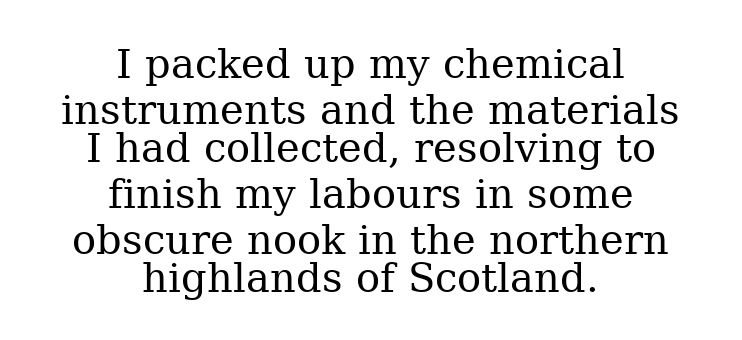 I packed up my chemical
instruments and the materials
I had collected, resolving to
finish my labours in some
obscure nook in the northern
highlands of Scotland.